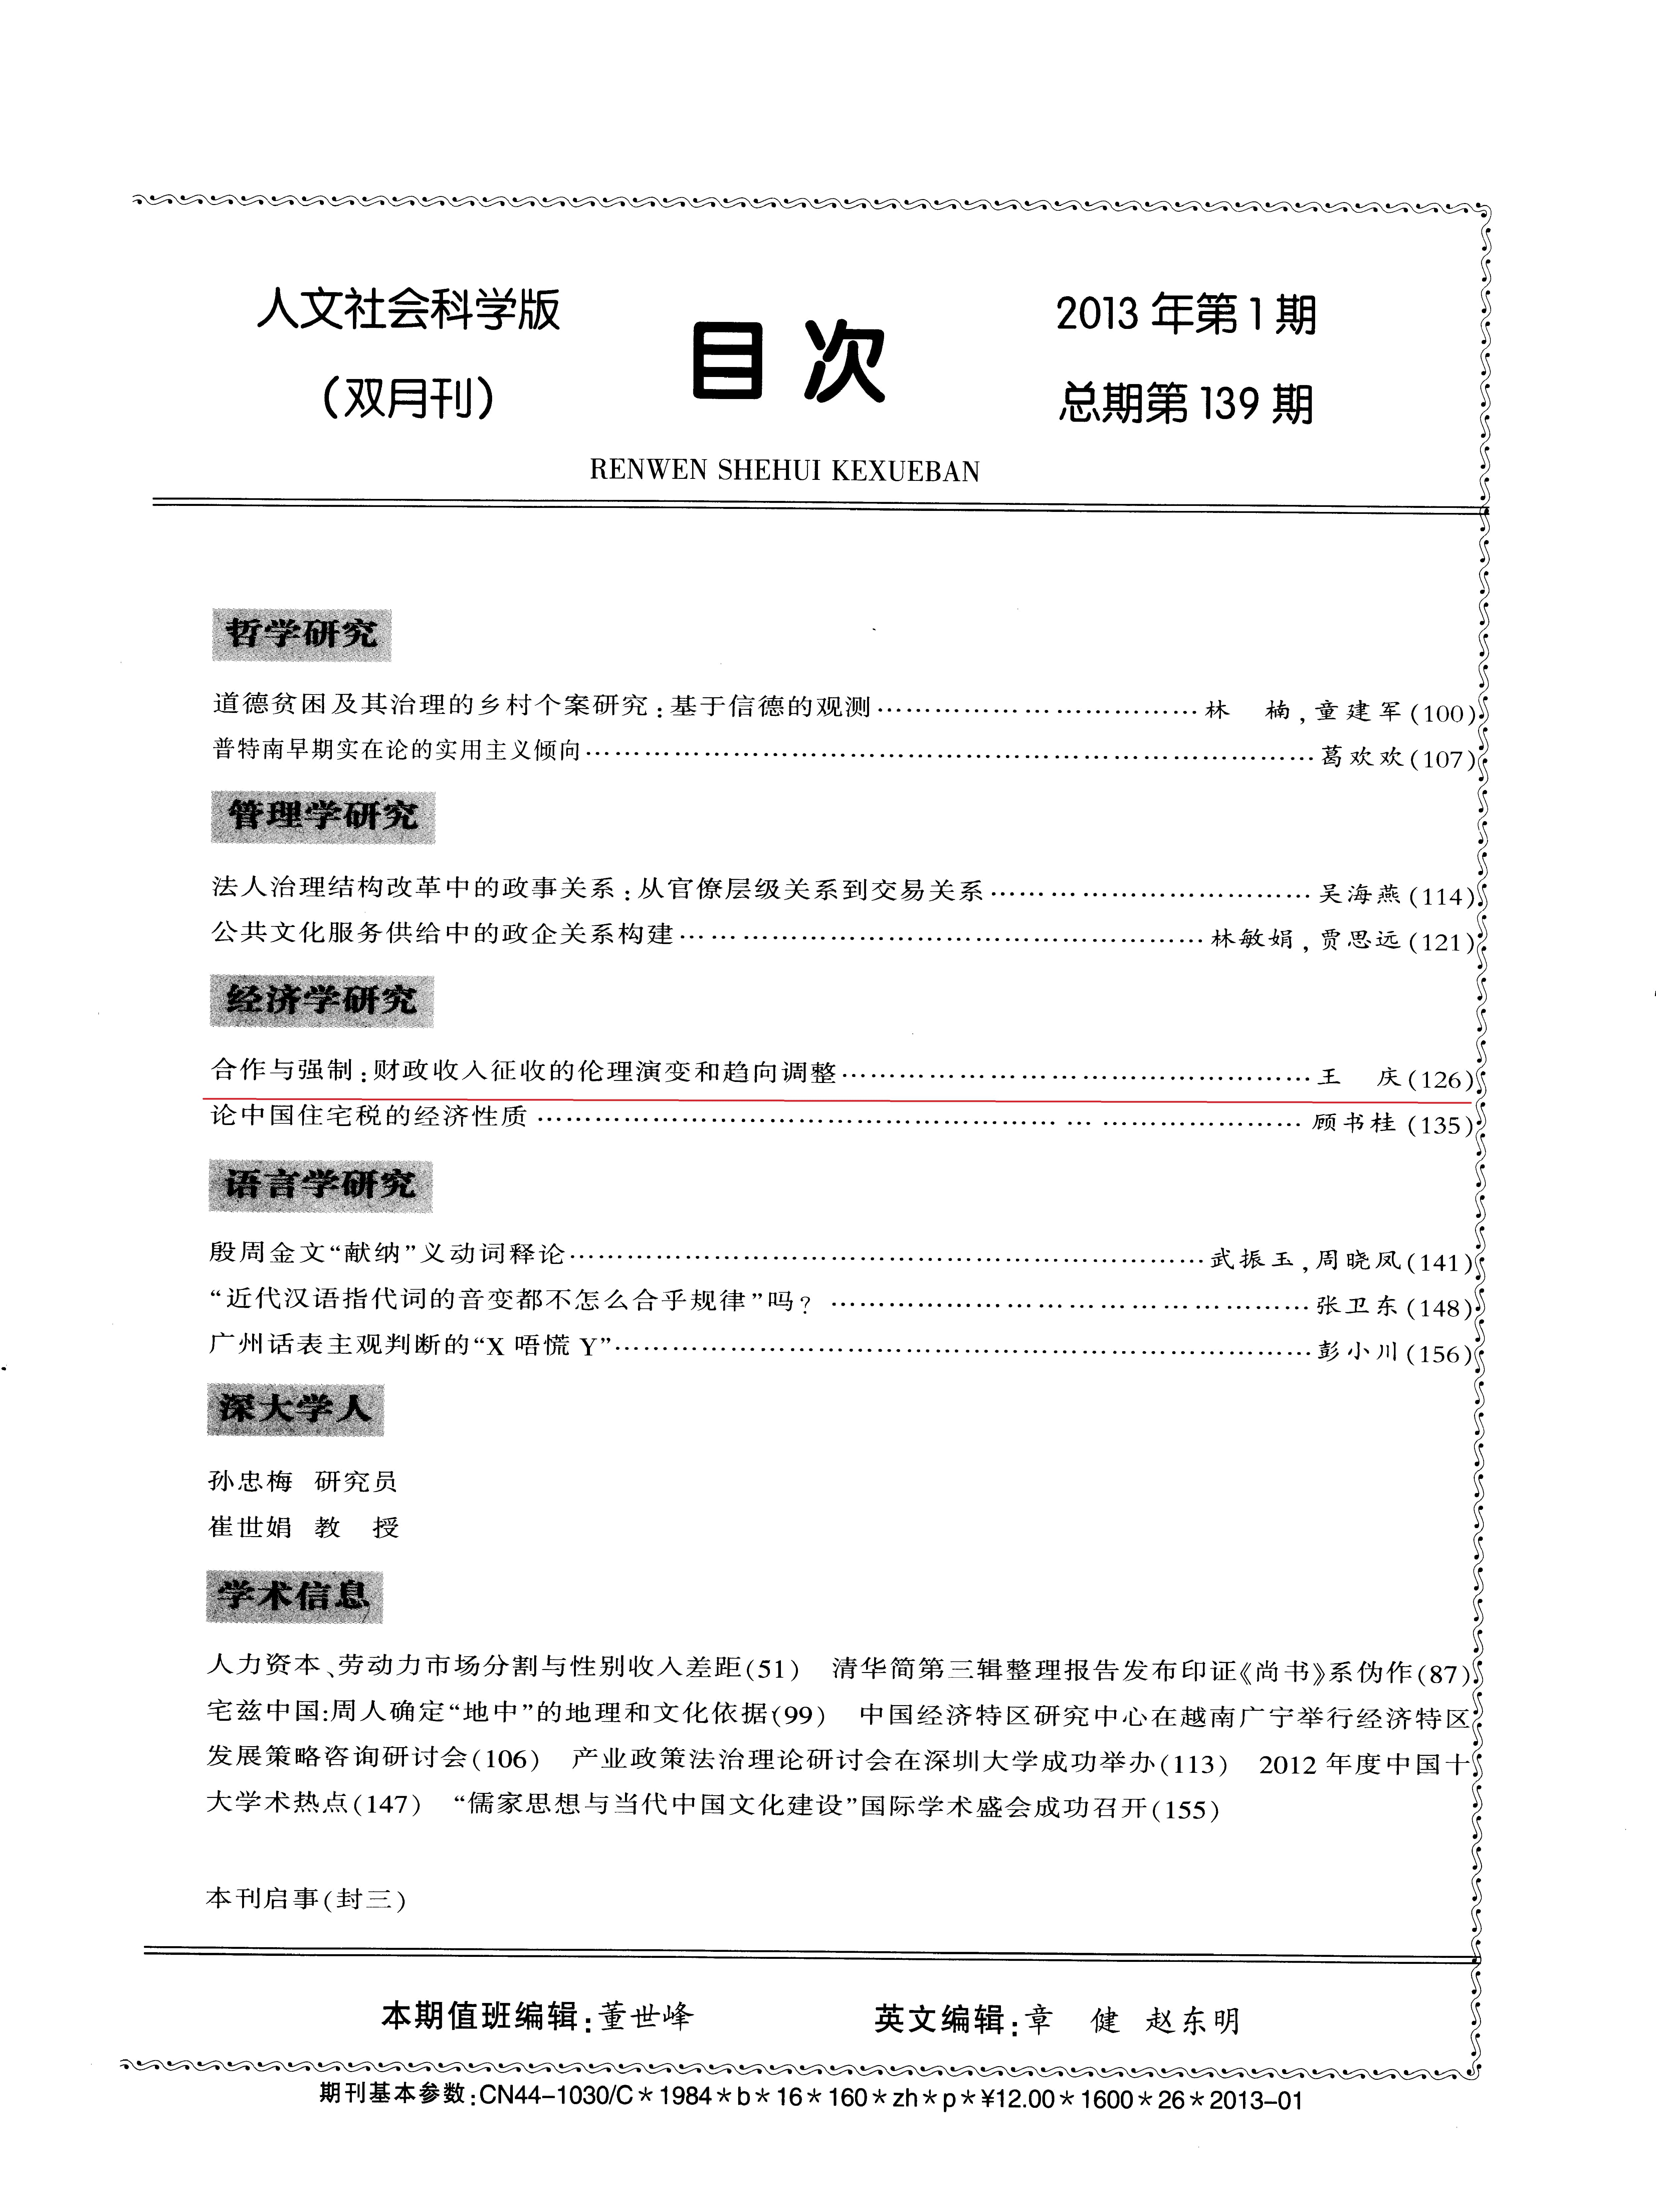 人文社会科学版
（双月刊）
目 次
2013 年第 1 期
总期第 139 期
RENWEN SHEHUI KEXUEBAN
哲学研究
道德贫困及其治理的乡村个案研究：基于信德的观测……………………………林　楠，童建军(100)
普特南早期实在论的实用主义倾向……………………………………………………………葛欢欢(107)
管理学研究
法人治理结构改革中的政事关系：从官僚层级关系到交易关系…………………………吴海燕(114)
公共文化服务供给中的政企关系构建……………………………………………林敏娟，贾思远(121)
经济学研究
合作与强制：财政收入征收的伦理演变和趋向调整………………………………………王　庆(126)
论中国住宅税的经济性质………………………………………………………………顾书桂(135)
语言学研究
殷周金文“献纳”义动词释论……………………………………………………武振玉，周晓凤(141)
“近代汉语指代词的音变都不怎么合乎规律”吗？………………………………………张卫东(148)
广州话表主观判断的“X 唔慌 Y”…………………………………………………………彭小川(156)
深大学人
孙忠梅 研究员
崔世娟 教　授
学术信息
人力资本、劳动力市场分割与性别收入差距(51)　清华简第三辑整理报告发布印证《尚书》系伪作(87)
宅兹中国:周人确定“地中”的地理和文化依据(99)　中国经济特区研究中心在越南广宁举行经济特区
发展策略咨询研讨会(106)　产业政策法治理论研讨会在深圳大学成功举办(113)　2012 年度中国十
大学术热点(147)　“儒家思想与当代中国文化建设”国际学术盛会成功召开(155)
本刊启事(封三)
本期值班编辑：董世峰　英文编辑：章　健 赵东明
期刊基本参数：CN44-1030/C＊1984＊b＊16＊160＊zh＊p＊¥12.00＊1600＊26＊2013-01